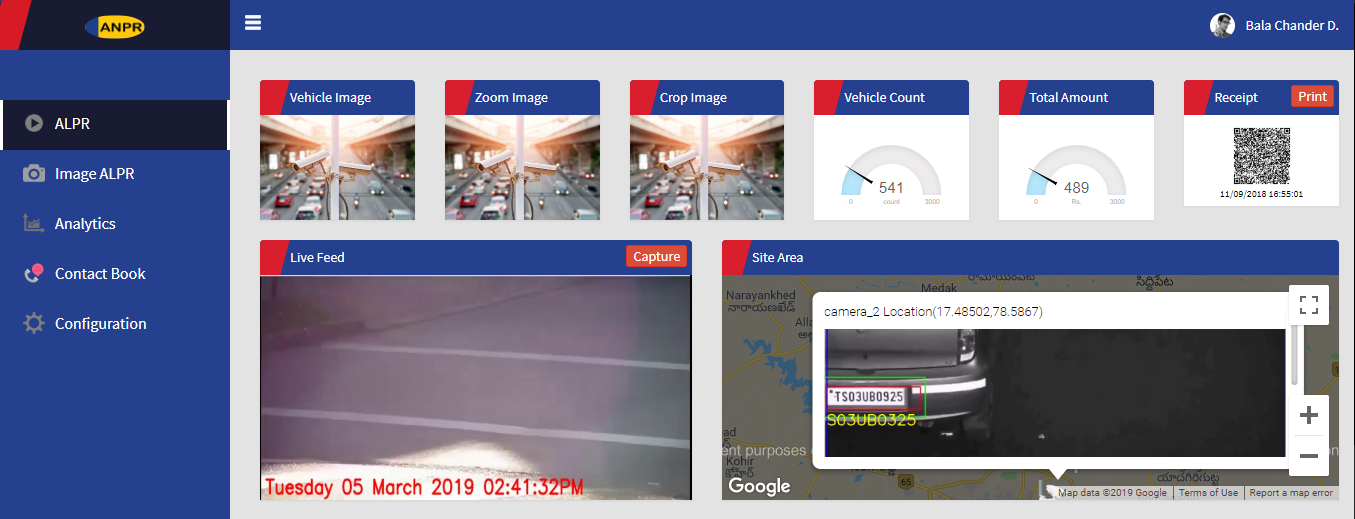 ANPR
Bala Chander D.
ALPR
Image ALPR
Analytics
Contact Book
Configuration
Vehicle Image
Zoom Image
Crop Image
Vehicle Count
541
0
count
3000
Total Amount
489
0
Rs.
3000
Receipt
Print
11/09/2018 16:55:01
Live Feed
Capture
Tuesday 05 March 2019 02:41:32PM
Site Area
Medak
సిద్దిపేట
Narayankhed
నారాయణఖేడ్
camera_2 Location(17.48502,78.5867)
TS03UB0925
S03UB0325
ent purposes
Kohir
కోహిర్
65
యాదగిరిగుట్ట
Google
Map data ©2019 Google
Terms of Use
Report a map error